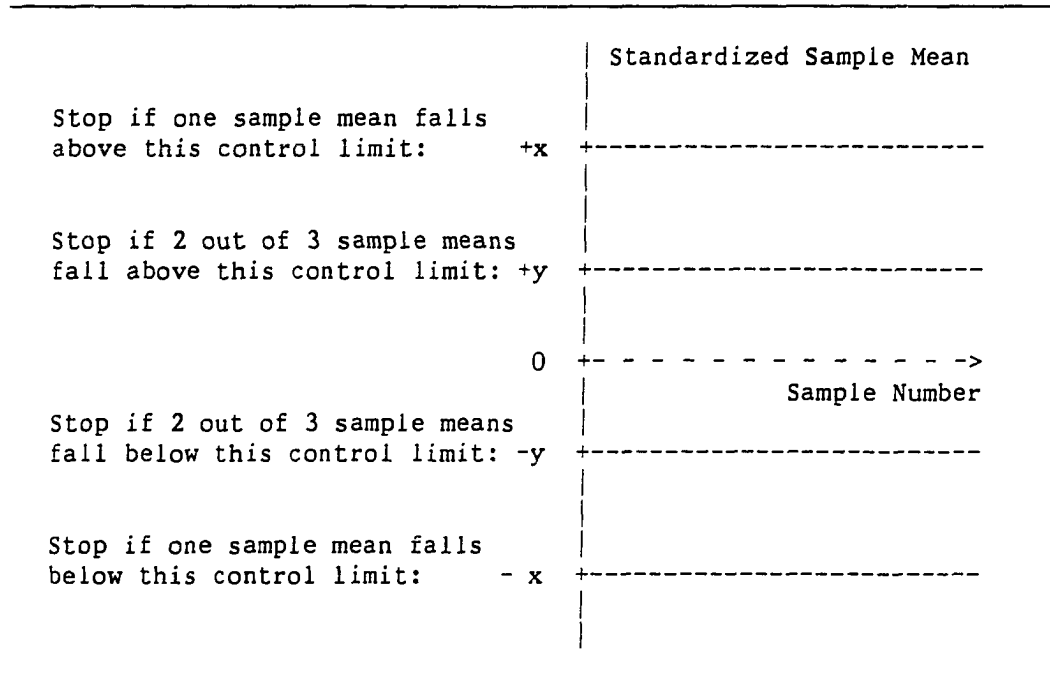 Standardized Sample Mean
Stop if one sample mean falls
above this control limit: +x
Stop if 2 out of 3 sample means
fall above this control limit: +y
0
Sample Number
Stop if 2 out of 3 sample means
fall below this control limit: -y
Stop if one sample mean falls
below this control limit: - x